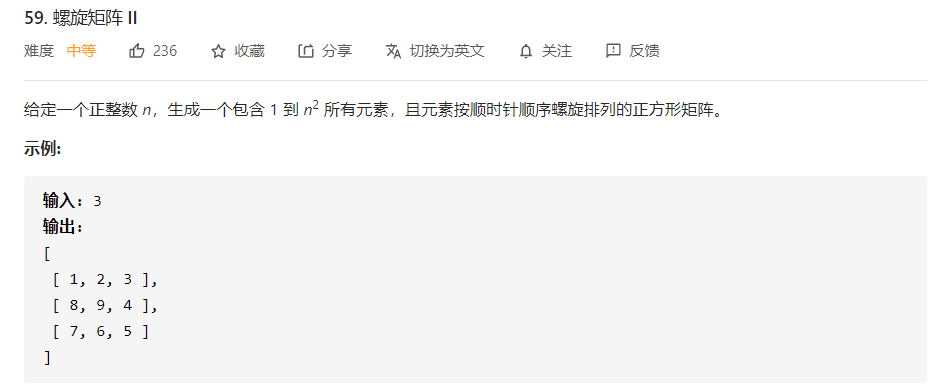 59. 螺旋矩阵 II
难度 中等 236 收藏 分享 切换为英文 关注 反馈
给定一个正整数 n，生成一个包含 1 到 n² 所有元素，且元素按顺时针顺序螺旋排列的正方形矩阵。
示例:
输入: 3
输出:
[
 [ 1, 2, 3 ],
 [ 8, 9, 4 ],
 [ 7, 6, 5 ]
]